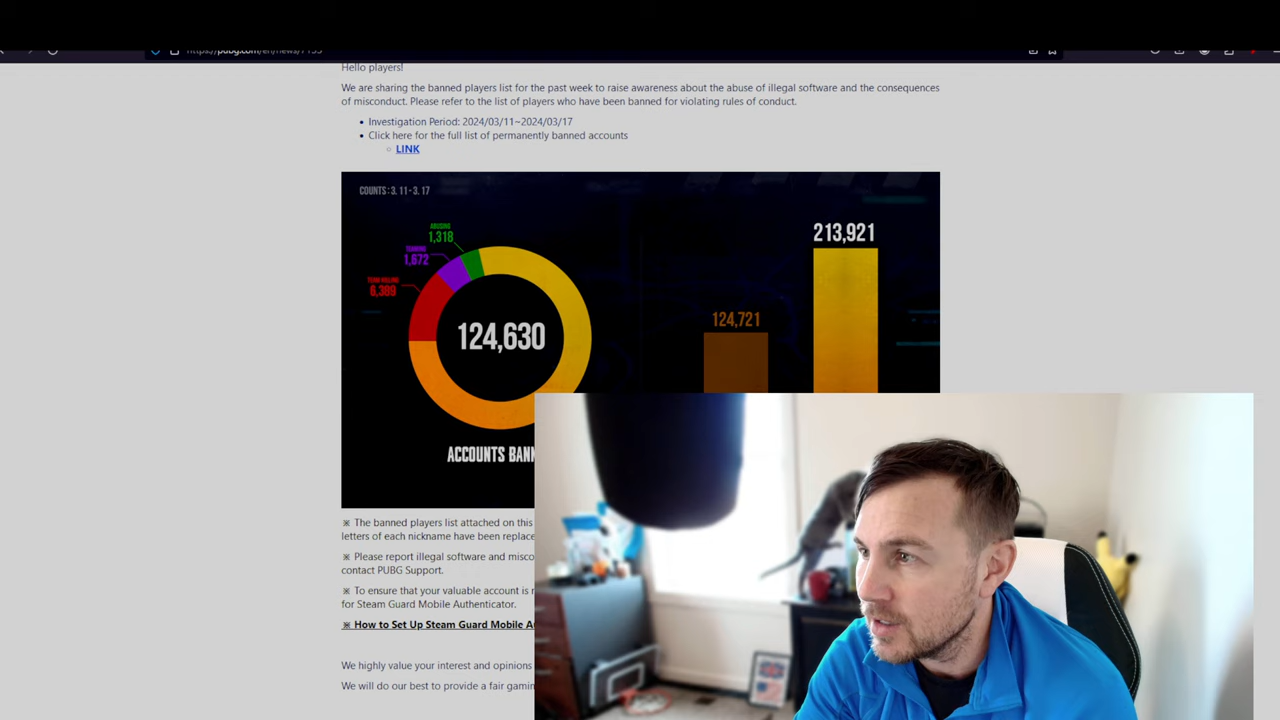 Hello players!
We are sharing the banned players list for the past week to raise awareness about the abuse of illegal software and the consequences
of misconduct. Please refer to the list of players who have been banned for violating rules of conduct.
• Investigation Period: 2024/03/11~2024/03/17
• Click here for the full list of permanently banned accounts
○ LINK
COUNTS : 3. 11 - 3. 17
ABUSING
1,318
TEAMING
1,672
TEAM KILLING
6,389
124,630
ACCOUNTS BANN
124,721
213,921
※ The banned players list attached on this
letters of each nickname have been replace
※ Please report illegal software and misco
contact PUBG Support.
※ To ensure that your valuable account is
for Steam Guard Mobile Authenticator.
※ How to Set Up Steam Guard Mobile A
We highly value your interest and opinions
We will do our best to provide a fair gamin